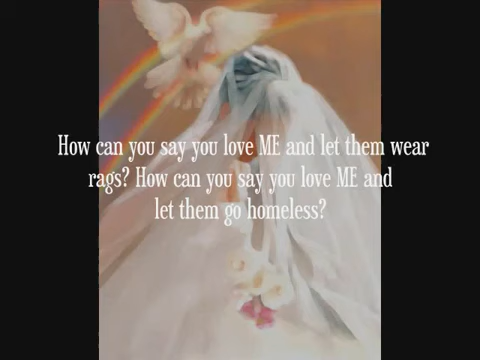 How can you say you love ME and let them wear
rags? How can you say you love ME and
let them go homeless?